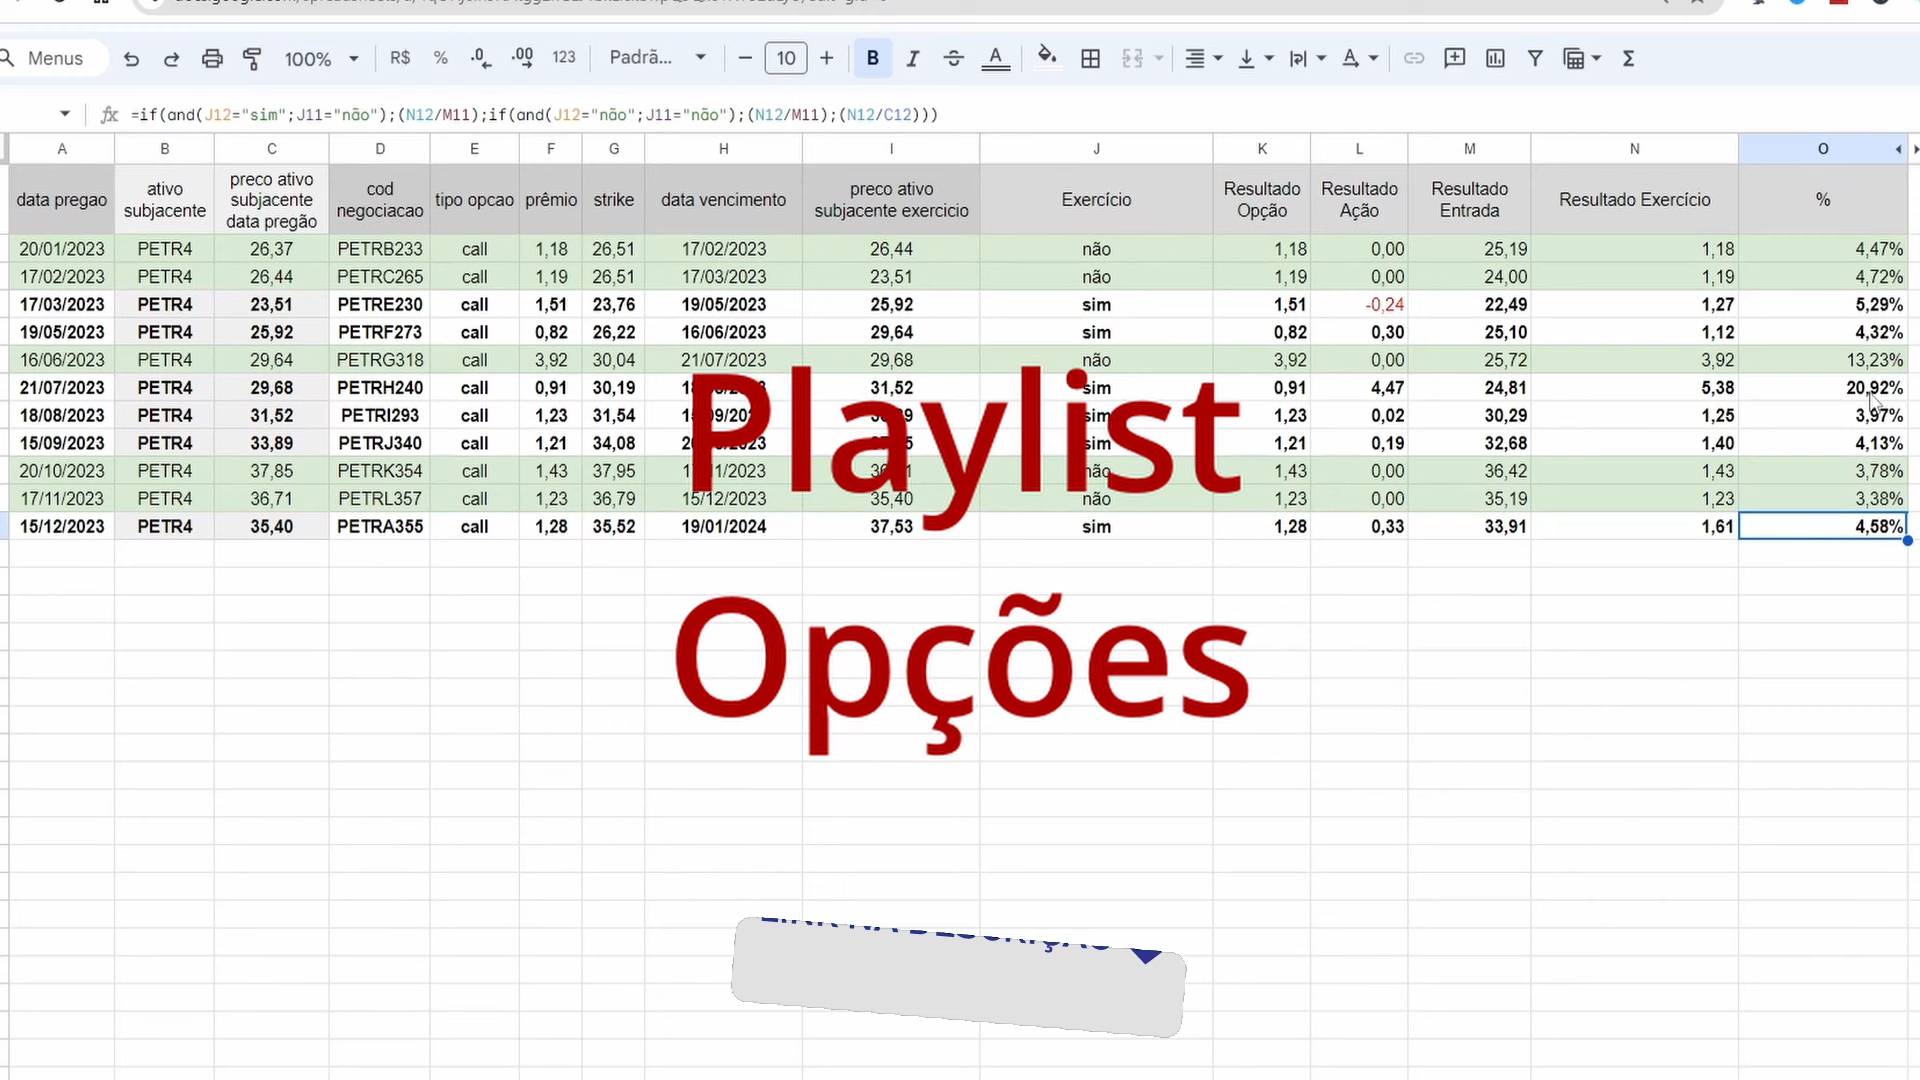 Menus
100% R$ % .0 .00 123 Padrã... 10 B I A Σ
fx =if(and(J12="sim";J11="não");(N12/M11);if(and(J12="não";J11="não");(N12/M11);(N12/C12)))
A B C D E F G H I J K L M N O
data pregao ativo subjacente preco ativo subjacente data pregão cod negociacao tipo opcao prêmio strike data vencimento preco ativo subjacente exercicio Exercício Resultado Opção Resultado Ação Resultado Entrada Resultado Exercício %
20/01/2023 PETR4 26,37 PETRB233 call 1,18 26,51 17/02/2023 26,44 não 1,18 0,00 25,19 1,18 4,47%
17/02/2023 PETR4 26,44 PETRC265 call 1,19 26,51 17/03/2023 23,51 não 1,19 0,00 24,00 1,19 4,72%
17/03/2023 PETR4 23,51 PETRE230 call 1,51 23,76 19/05/2023 25,92 sim 1,51 -0,24 22,49 1,27 5,29%
19/05/2023 PETR4 25,92 PETRF273 call 0,82 26,22 16/06/2023 29,64 sim 0,82 0,30 25,10 1,12 4,32%
16/06/2023 PETR4 29,64 PETRG318 call 3,92 30,04 21/07/2023 29,68 não 3,92 0,00 25,72 3,92 13,23%
21/07/2023 PETR4 29,68 PETRH240 call 0,91 30,19 31,52 sim 0,91 4,47 24,81 5,38 20,92%
18/08/2023 PETR4 31,52 PETRI293 call 1,23 31,54 sim 1,23 0,02 30,29 1,25 3,97%
15/09/2023 PETR4 33,89 PETRJ340 call 1,21 34,08 sim 1,21 0,19 32,68 1,40 4,13%
20/10/2023 PETR4 37,85 PETRK354 call 1,43 37,95 não 1,43 0,00 36,42 1,43 3,78%
17/11/2023 PETR4 36,71 PETRL357 call 1,23 36,79 15/12/2023 35,40 não 1,23 0,00 35,19 1,23 3,38%
15/12/2023 PETR4 35,40 PETRA355 call 1,28 35,52 19/01/2024 37,53 sim 1,28 0,33 33,91 1,61 4,58%
Playlist
Opções